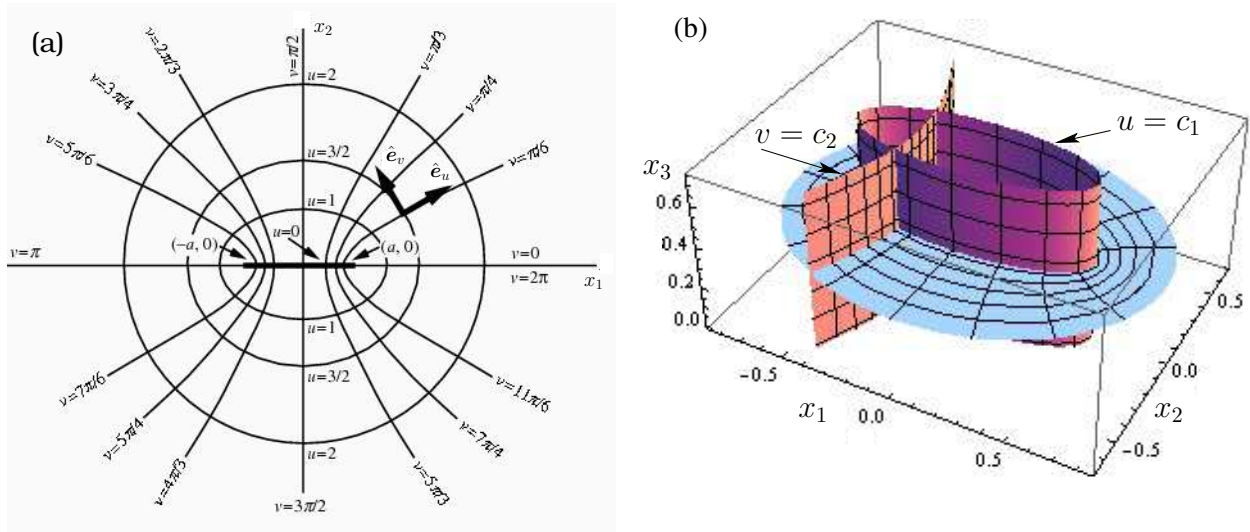 (a)
x₂
v=2π/3
v=π/2
v=π/3
v=3π/4
u=2
v=π/4
v=5π/6
u=3/2
v=π/6
ê_v
ê_u
u=1
(−a, 0)
u=0
(a, 0)
v=π
v=0
v=2π
x₁
u=1
v=7π/6
u=3/2
v=11π/6
v=5π/4
v=7π/4
u=2
v=4π/3
v=5π/3
v=3π/2
(b)
v = c₂
u = c₁
x₃
0.6
0.4
0.2
0.0
−0.5
x₁
0.0
0.5
−0.5
x₂
0.0
0.5